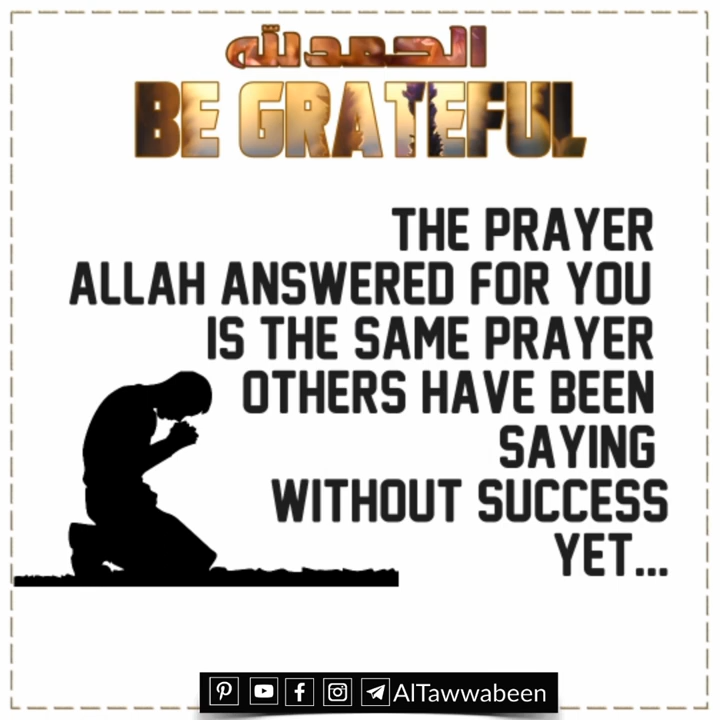 الحمدلله
BE GRATEFUL
THE PRAYER
ALLAH ANSWERED FOR YOU
IS THE SAME PRAYER
OTHERS HAVE BEEN
SAYING
WITHOUT SUCCESS
YET...
AlTawwabeen